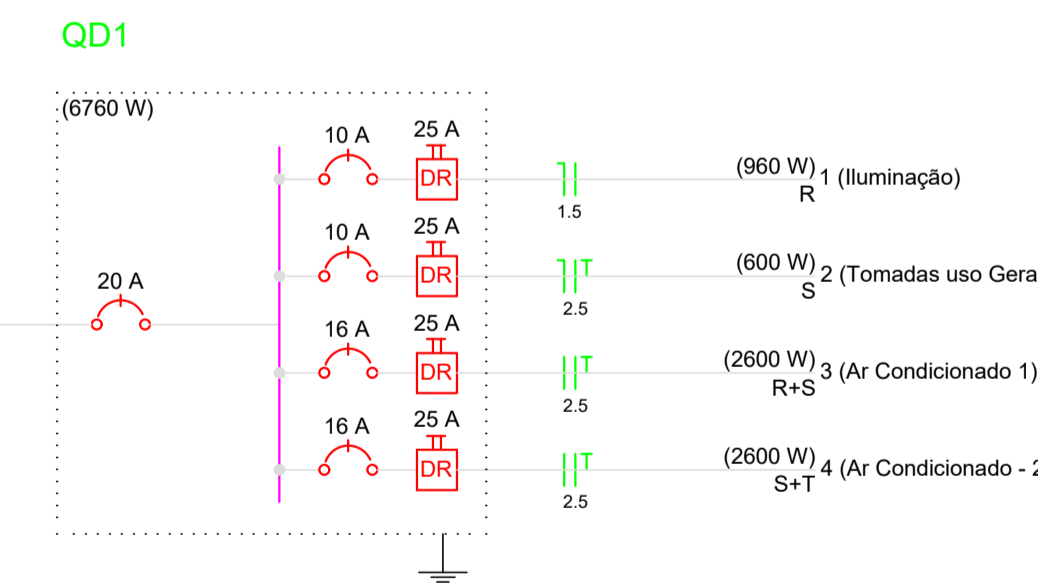 QD1
(6760 W)
20 A
10 A
25 A
DR
1.5
(960 W)
R
1 (Iluminação)
10 A
25 A
DR
T
2.5
(600 W)
S
2 (Tomadas uso Gera
16 A
25 A
DR
T
2.5
(2600 W)
R+S
3 (Ar Condicionado 1)
16 A
25 A
DR
T
2.5
(2600 W)
S+T
4 (Ar Condicionado - 2